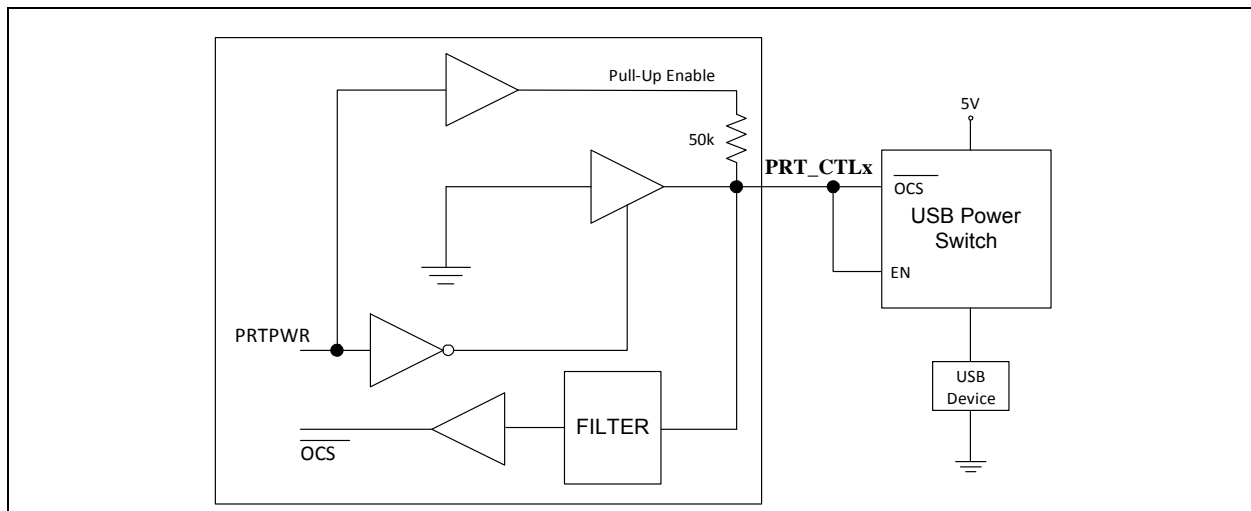 Pull-Up Enable
5V
50k
PRT_CTLx
OCS
USB Power
Switch
EN
PRTPWR
USB
Device
FILTER
OCS